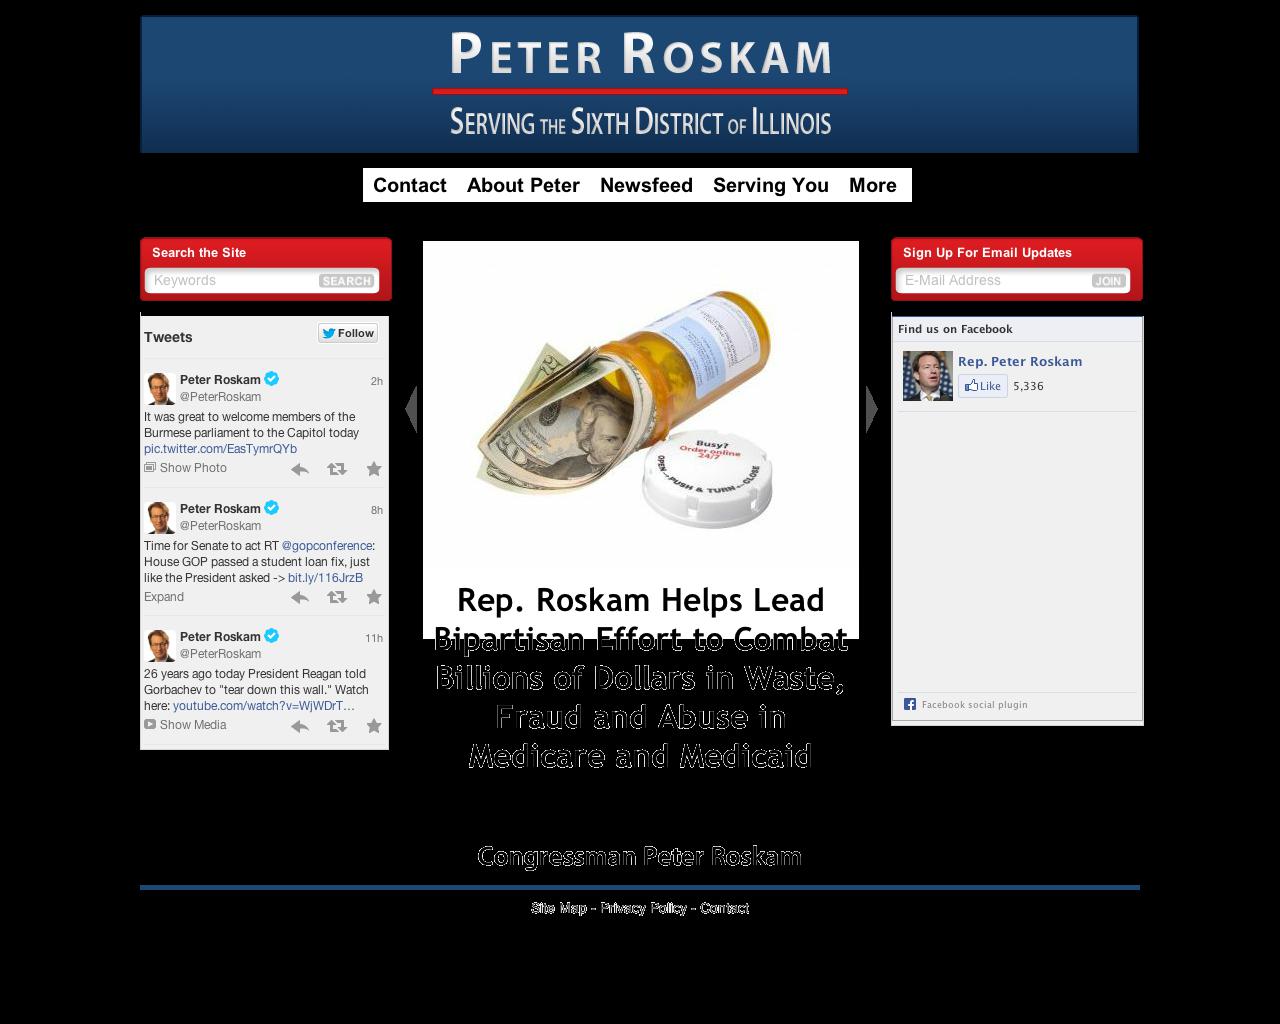 PETER ROSKAM
SERVING THE SIXTH DISTRICT OF ILLINOIS
Contact About Peter Newsfeed Serving You More
Search the Site
Keywords SEARCH
Tweets Follow
Peter Roskam 2h
@PeterRoskam
It was great to welcome members of the
Burmese parliament to the Capitol today
pic.twitter.com/EasTymrQYb
Show Photo
Peter Roskam 8h
@PeterRoskam
Time for Senate to act RT @gopconference:
House GOP passed a student loan fix, just
like the President asked -> bit.ly/116JrzB
Expand
Peter Roskam 11h
@PeterRoskam
26 years ago today President Reagan told
Gorbachev to "tear down this wall." Watch
here: youtube.com/watch?v=WjWDrT…
Show Media
20
Busy?
Order online
24/7
OPEN PUSH & TURN CLOSE
Rep. Roskam Helps Lead
Bipartisan Effort to Combat
Billions of Dollars in Waste,
Fraud and Abuse in
Medicare and Medicaid
Sign Up For Email Updates
E-Mail Address JOIN
Find us on Facebook
Rep. Peter Roskam
Like 5,336
Facebook social plugin
Congressman Peter Roskam
Site Map - Privacy Policy - Contact